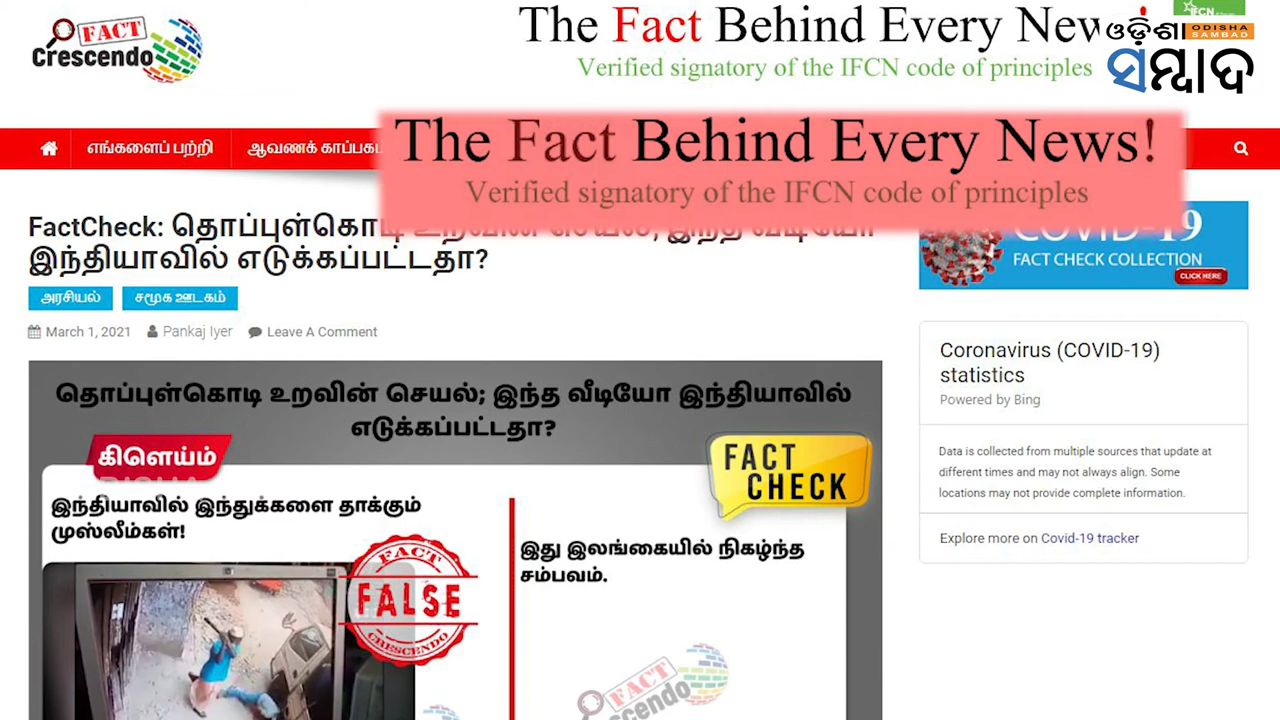 FACT
Crescendo
The Fact Behind Every New
Verified signatory of the IFCN code of principles
IFCN
ଓଡ଼ିଶା
ODISHA
SAMBAD
ସମ୍ବାଦ
எங்களைப் பற்றி
ஆவணக் காப்பகம்
The Fact Behind Every News!
Verified signatory of the IFCN code of principles
FactCheck: தொப்புள்கொடி உறவின் செயல்; இந்த வீடியோ
இந்தியாவில் எடுக்கப்பட்டதா?
அரசியல்
சமூக ஊடகம்
March 1, 2021 Pankaj Iyer Leave A Comment
COVID-19
FACT CHECK COLLECTION
CLICK HERE
Coronavirus (COVID-19)
statistics
Powered by Bing
Data is collected from multiple sources that update at
different times and may not always align. Some
locations may not provide complete information.
Explore more on Covid-19 tracker
தொப்புள்கொடி உறவின் செயல்; இந்த வீடியோ இந்தியாவில்
எடுக்கப்பட்டதா?
கிளெய்ம்
FACT
CHECK
இந்தியாவில் இந்துக்களை தாக்கும்
முஸ்லீம்கள்!
FACT
FALSE
CRESCENDO
இது இலங்கையில் நிகழ்ந்த
சம்பவம்.
FACT
Crescendo